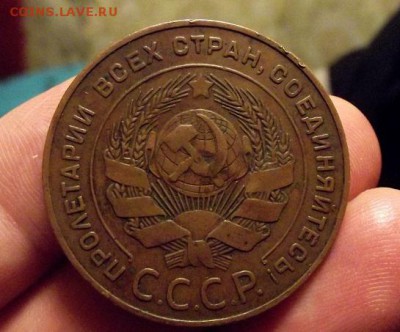 COINS.LAVE.RU
ПРОЛЕТАРИИ ВСЕХ СТРАН, СОЕДИНЯЙТЕСЬ!
С.С.С.Р.